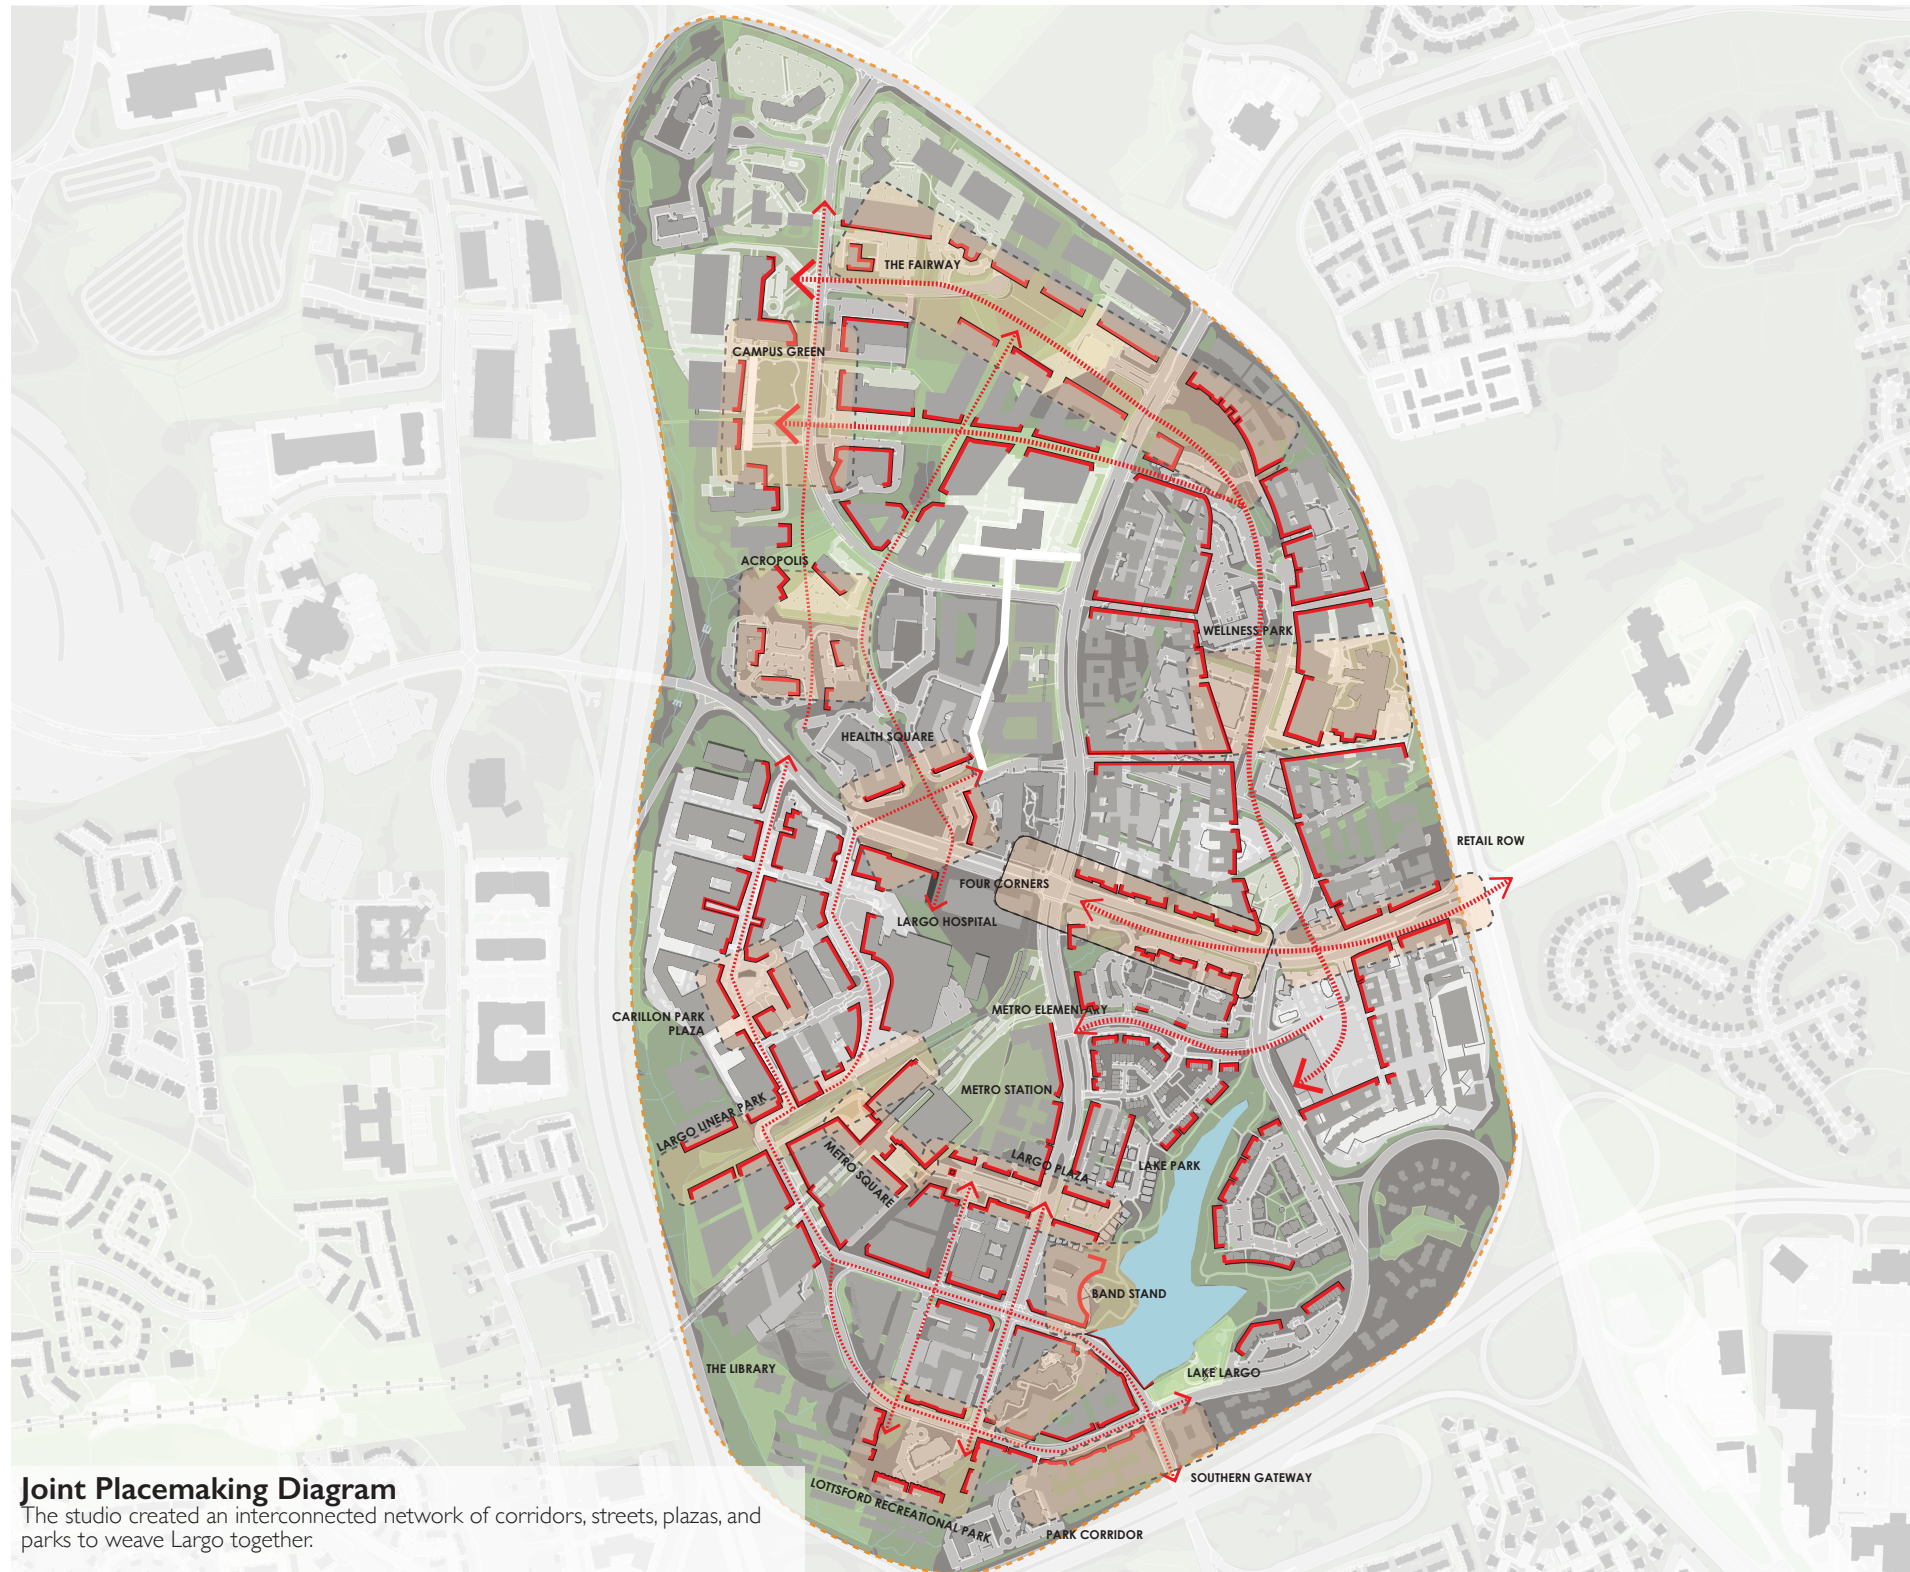 THE FAIRWAY
CAMPUS GREEN
ACROPOLIS
WELLNESS PARK
HEALTH SQUARE
RETAIL ROW
FOUR CORNERS
LARGO HOSPITAL
METRO ELEMENTARY
CARILLON PARK
PLAZA
METRO STATION
LARGO LINEAR PARK
METRO SQUARE
LARGO PLAZA
LAKE PARK
BAND STAND
THE LIBRARY
LAKE LARGO
SOUTHERN GATEWAY
LOTTSFORD RECREATIONAL PARK
PARK CORRIDOR
Joint Placemaking Diagram
The studio created an interconnected network of corridors, streets, plazas, and
parks to weave Largo together.